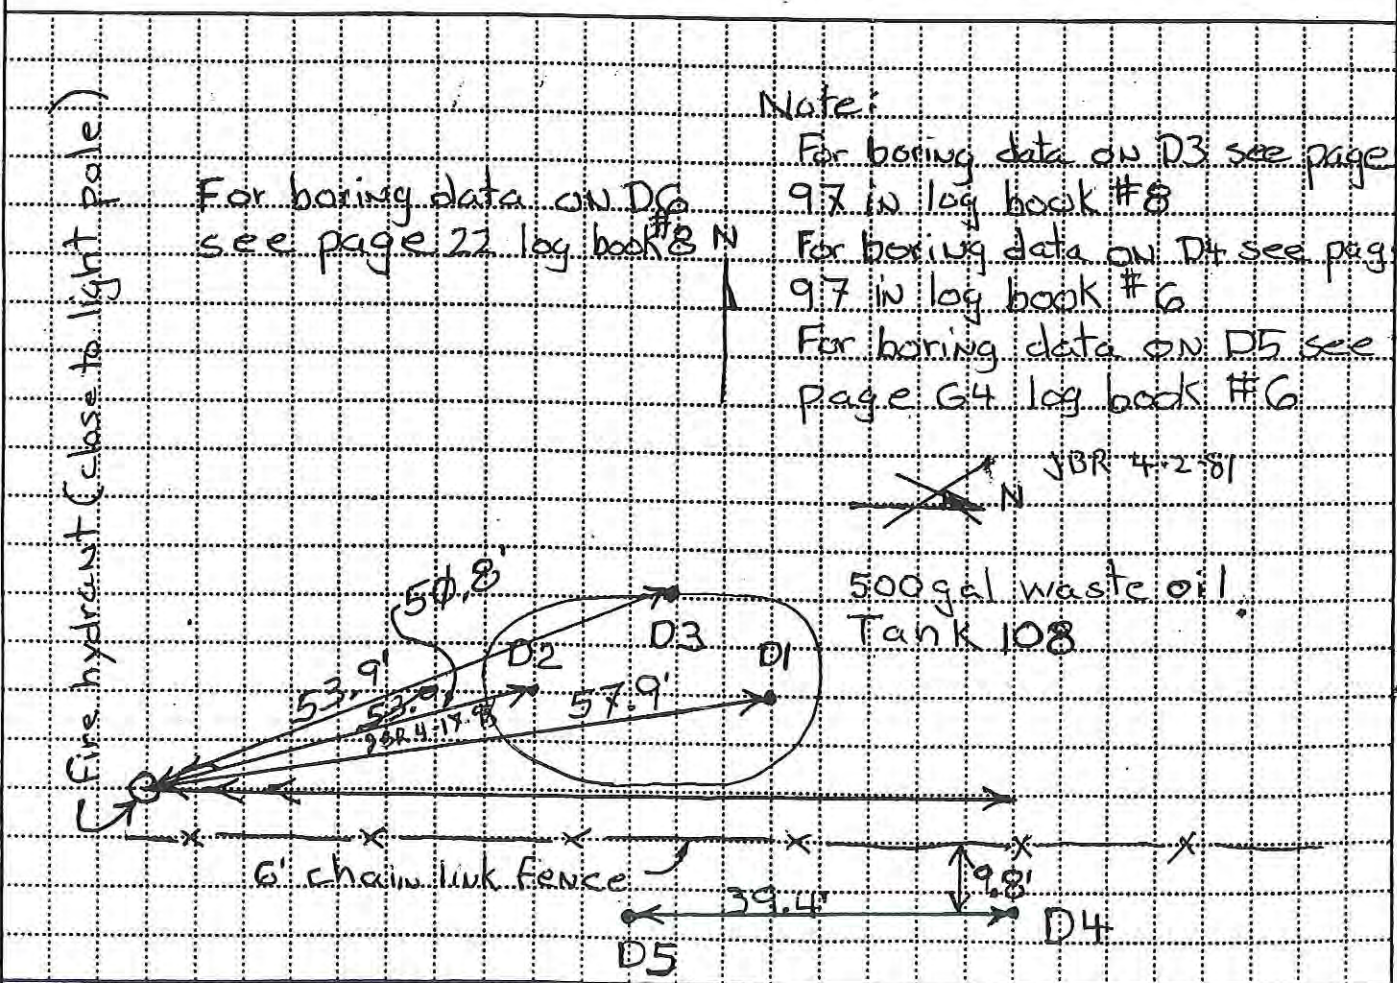 Fire hydrant (close to light pole)
For boring data on D6
see page 22 log book #8
N
Note:
For boring data on D3 see page
97 in log book #8
For boring data on D4 see pag
97 in log book #6
For boring data on D5 see
page 64 log book #6
JBR 4-2-81
N
500 gal waste oil
Tank 108
50.8'
D3
D2
D1
53.9'
53.9'
57.9'
JBR
6' chain link fence
9.8'
39.4'
D4
D5